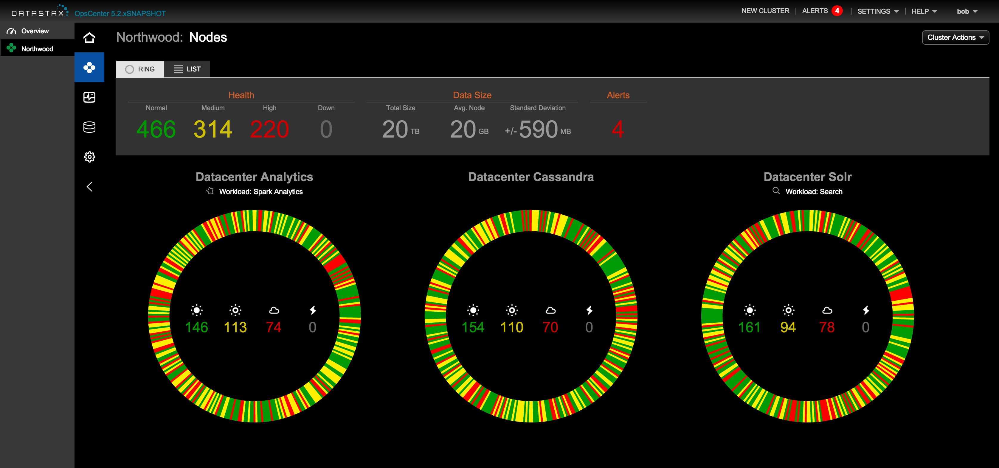 DATASTAX OpsCenter 5.2.xSNAPSHOT NEW CLUSTER | ALERTS 4 | SETTINGS | HELP bob
Overview
Northwood
Northwood: Nodes
Cluster Actions
RING LIST
Health Data Size Alerts
Normal Medium High Down Total Size Avg. Node Standard Deviation
466 314 220 0 20 TB 20 GB +/-590 MB 4
Datacenter Analytics Datacenter Cassandra Datacenter Solr
Workload: Spark Analytics Workload: Search
146 113 74 0 154 110 70 0 161 94 78 0